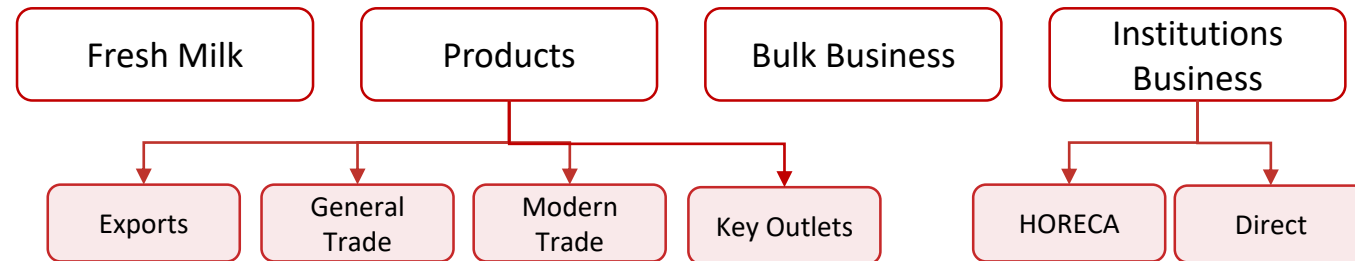 Fresh Milk
Products
Bulk Business
Institutions
Business
Exports
General
Trade
Modern
Trade
Key Outlets
HORECA
Direct